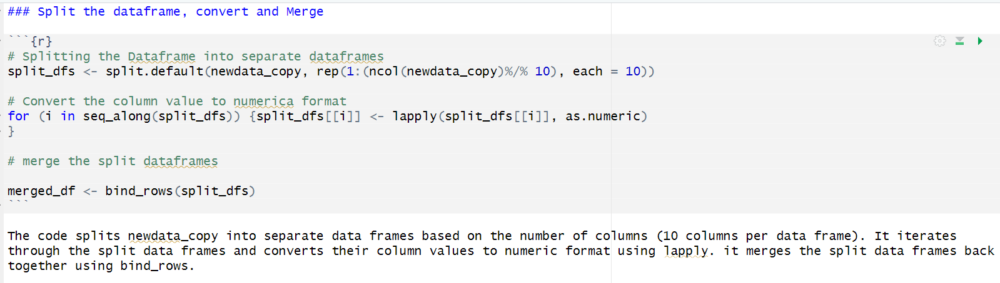 ### Split the dataframe, convert and Merge
```{r}
# Splitting the Dataframe into separate dataframes
split_dfs <- split.default(newdata_copy, rep(1:(ncol(newdata_copy)%/% 10), each = 10))
# Convert the column value to numerica format
for (i in seq_along(split_dfs)) {split_dfs[[i]] <- lapply(split_dfs[[i]], as.numeric)
}
# merge the split dataframes
merged_df <- bind_rows(split_dfs)
```
The code splits newdata_copy into separate data frames based on the number of columns (10 columns per data frame). It iterates
through the split data frames and converts their column values to numeric format using lapply. it merges the split data frames back
together using bind_rows.